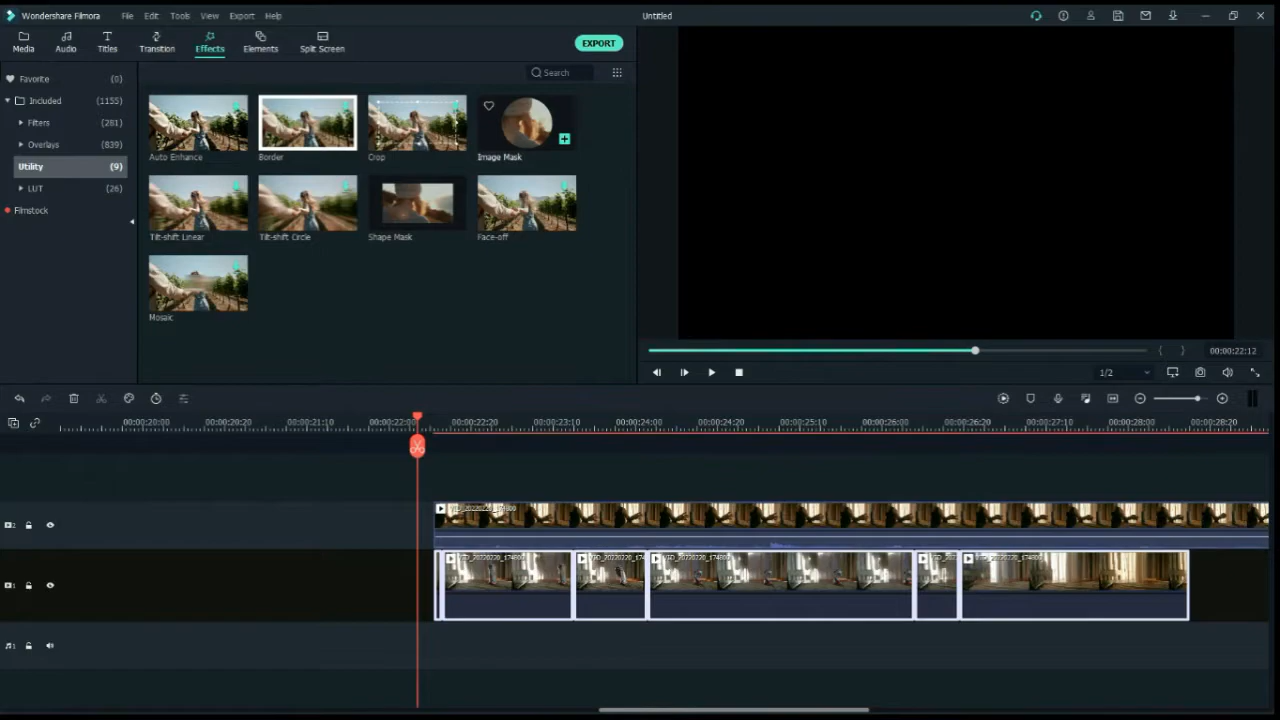 Wondershare Filmora File Edit Tools View Export Help Untitled
Media Audio Titles Transition Effects Elements Split Screen EXPORT
Favorite (0) Search
Included (1155)
Filters (281)
Overlays (839)
Utility (9)
LUT (26)
Filmstock
Auto Enhance Border Crop Image Mask
Tilt-shift Linear Tilt-shift Circle Shape Mask Face-off
Mosaic
00:00:22:12
1/2
00:00:20:00 00:00:20:20 00:00:21:10 00:00:22:00 00:00:22:20 00:00:23:10 00:00:24:00 00:00:24:20 00:00:25:10 00:00:26:00 00:00:26:20 00:00:27:10 00:00:28:00 00:00:28:20
2
1
1